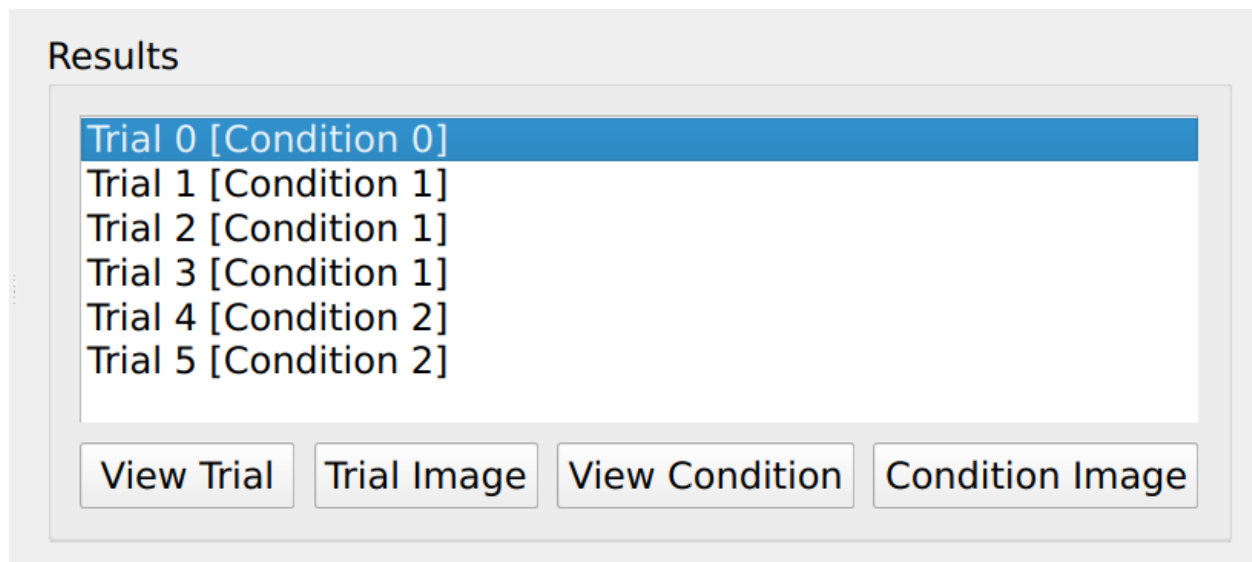 Results
Trial 0 [Condition 0]
Trial 1 [Condition 1]
Trial 2 [Condition 1]
Trial 3 [Condition 1]
Trial 4 [Condition 2]
Trial 5 [Condition 2]
View Trial Trial Image View Condition Condition Image